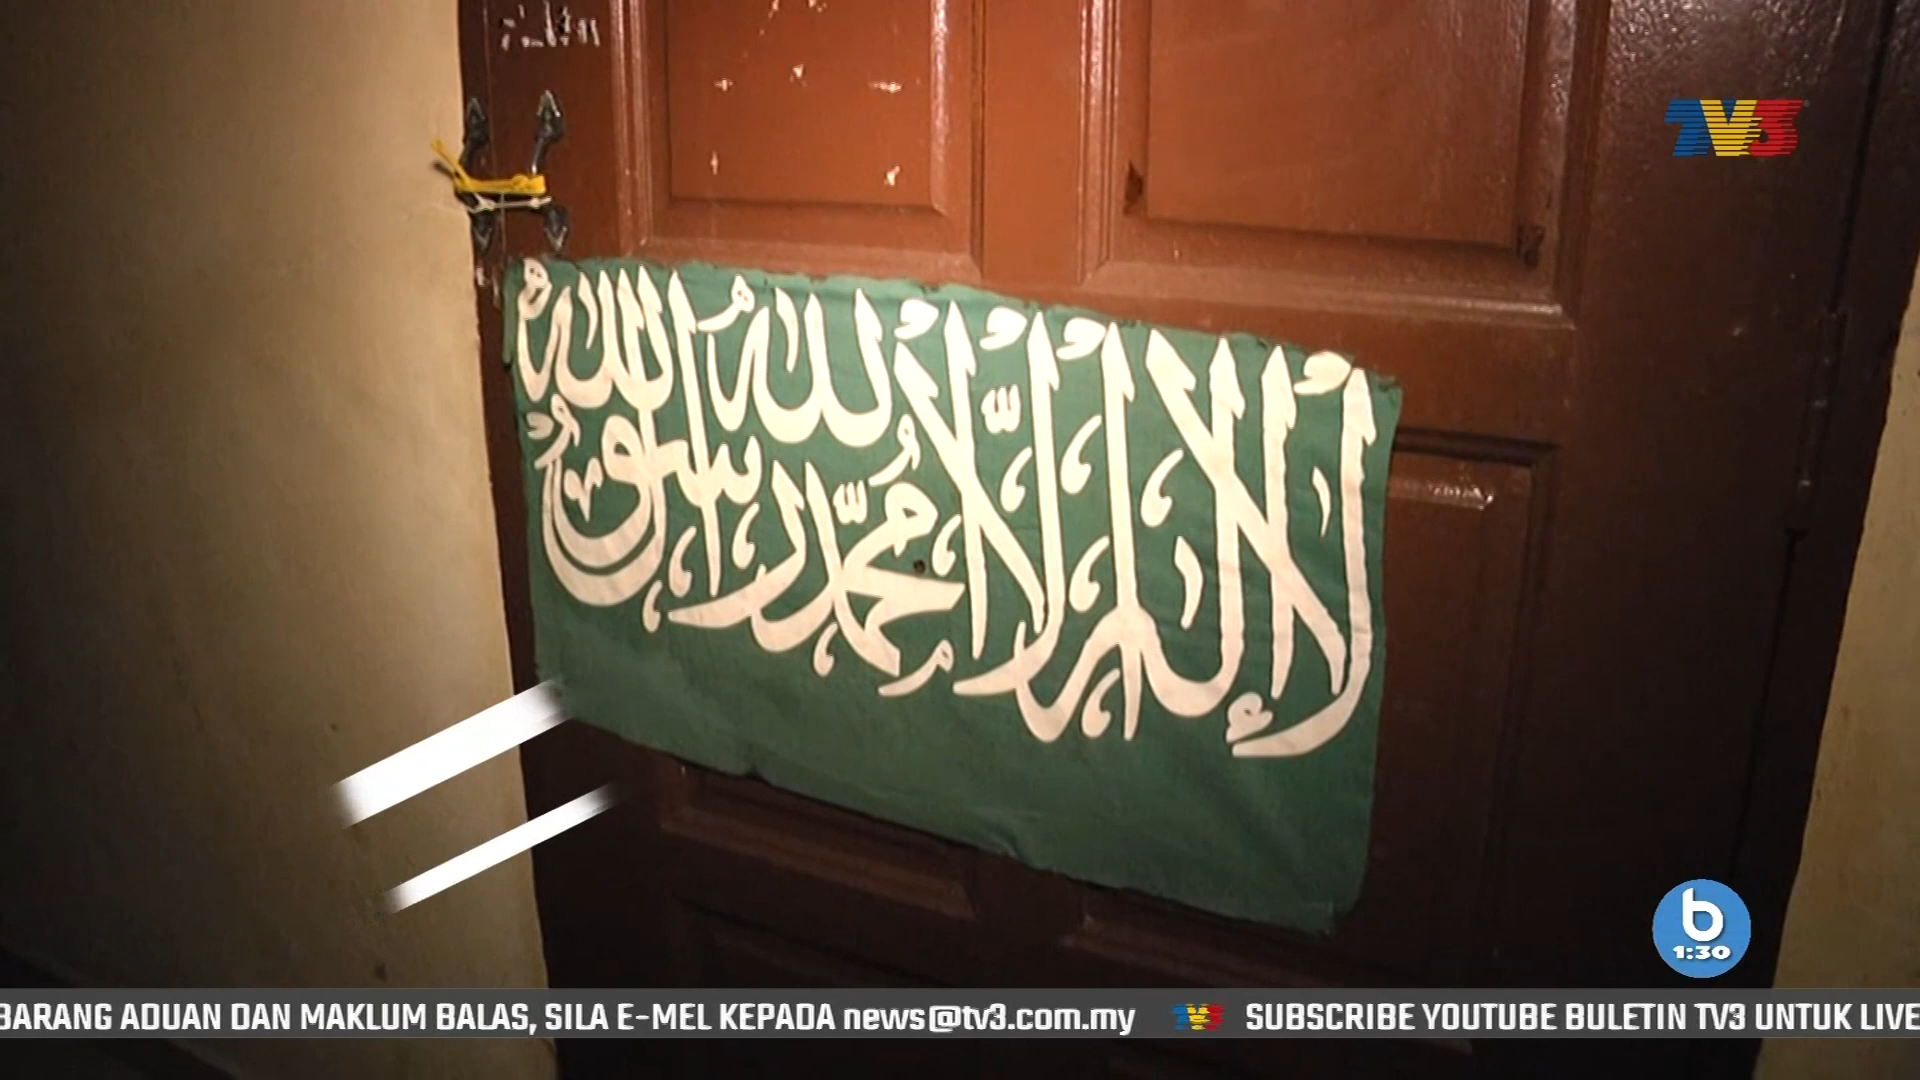 TV3
لا إله إلا الله محمد رسول الله
b
1:30
BARANG ADUAN DAN MAKLUM BALAS, SILA E-MEL KEPADA news@tv3.com.my TV3 SUBSCRIBE YOUTUBE BULETIN TV3 UNTUK LIVE